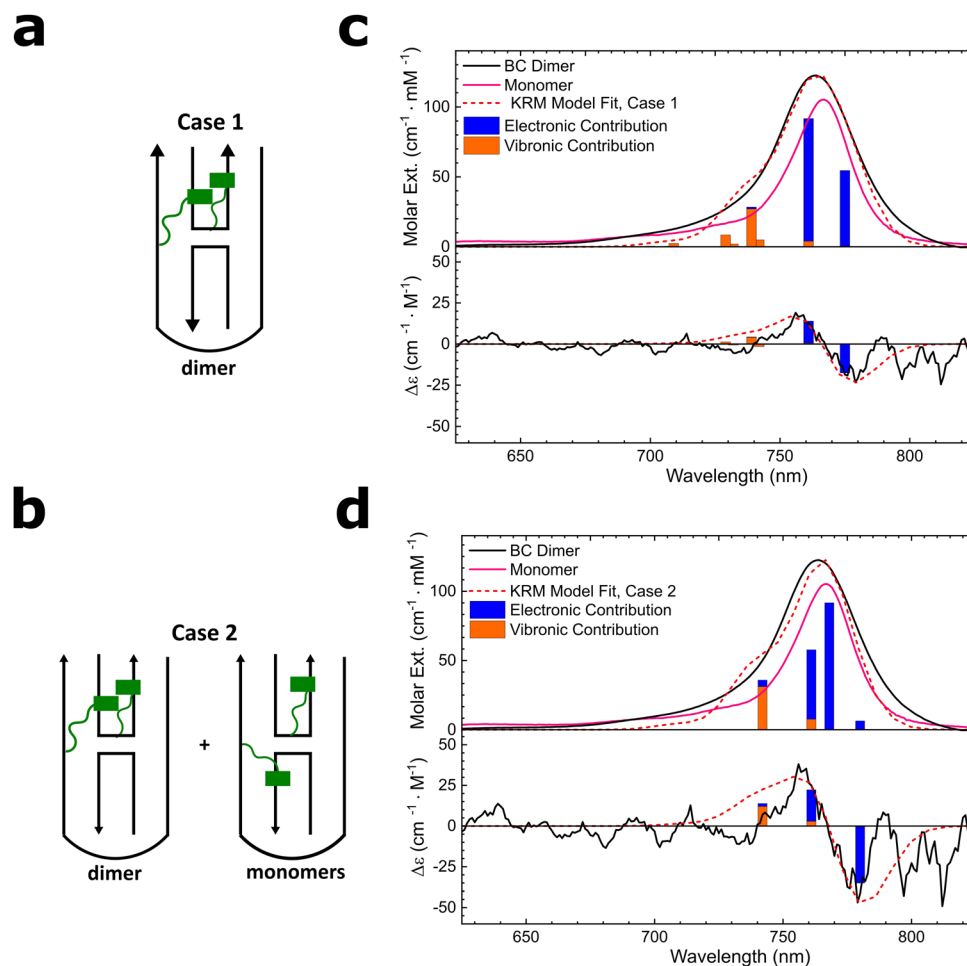 a
Case 1
dimer
b
Case 2
+
dimer
monomers
c
BC Dimer
Monomer
KRM Model Fit, Case 1
Electronic Contribution
Vibronic Contribution
Molar Ext. (cm⁻¹ · mM⁻¹)
100
50
0
Δε (cm⁻¹ · M⁻¹)
50
25
0
-25
-50
650 700 750 800
Wavelength (nm)
d
BC Dimer
Monomer
KRM Model Fit, Case 2
Electronic Contribution
Vibronic Contribution
Molar Ext. (cm⁻¹ · mM⁻¹)
100
50
0
Δε (cm⁻¹ · M⁻¹)
50
25
0
-25
-50
650 700 750 800
Wavelength (nm)